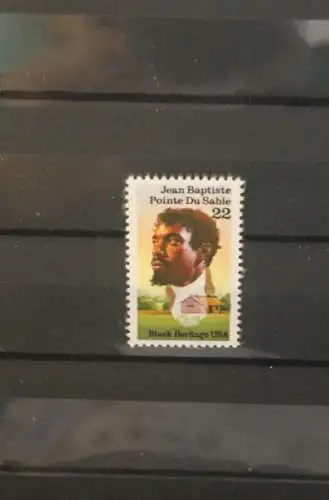 Jean Baptiste
Pointe Du Sable
22
Black Heritage USA